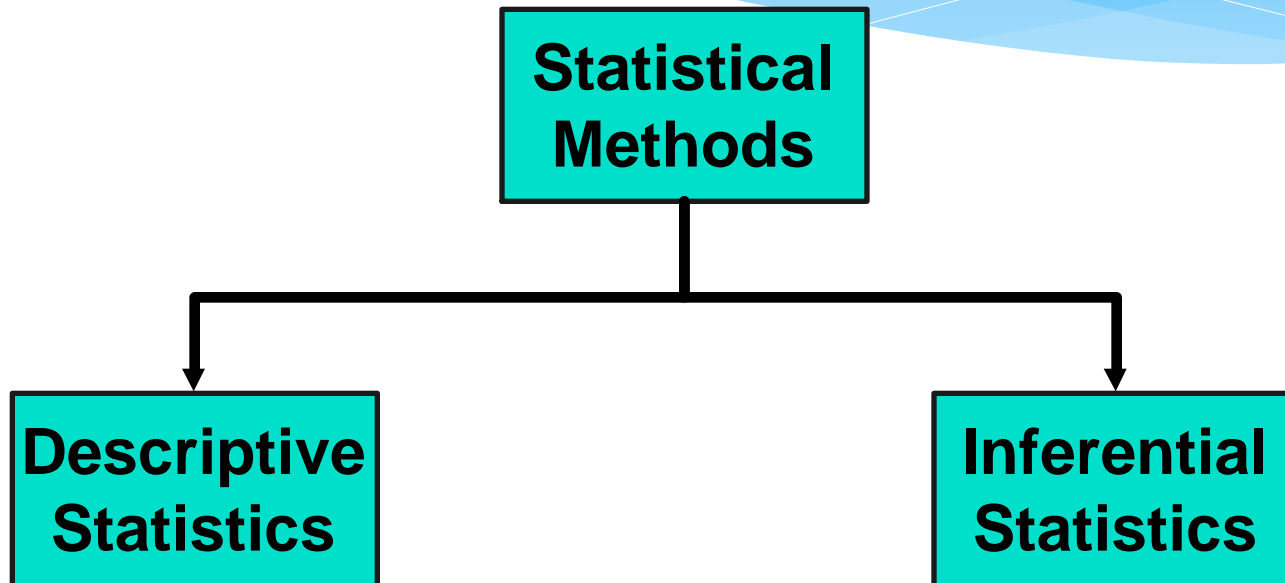 Statistical
Methods
Descriptive
Statistics
Inferential
Statistics